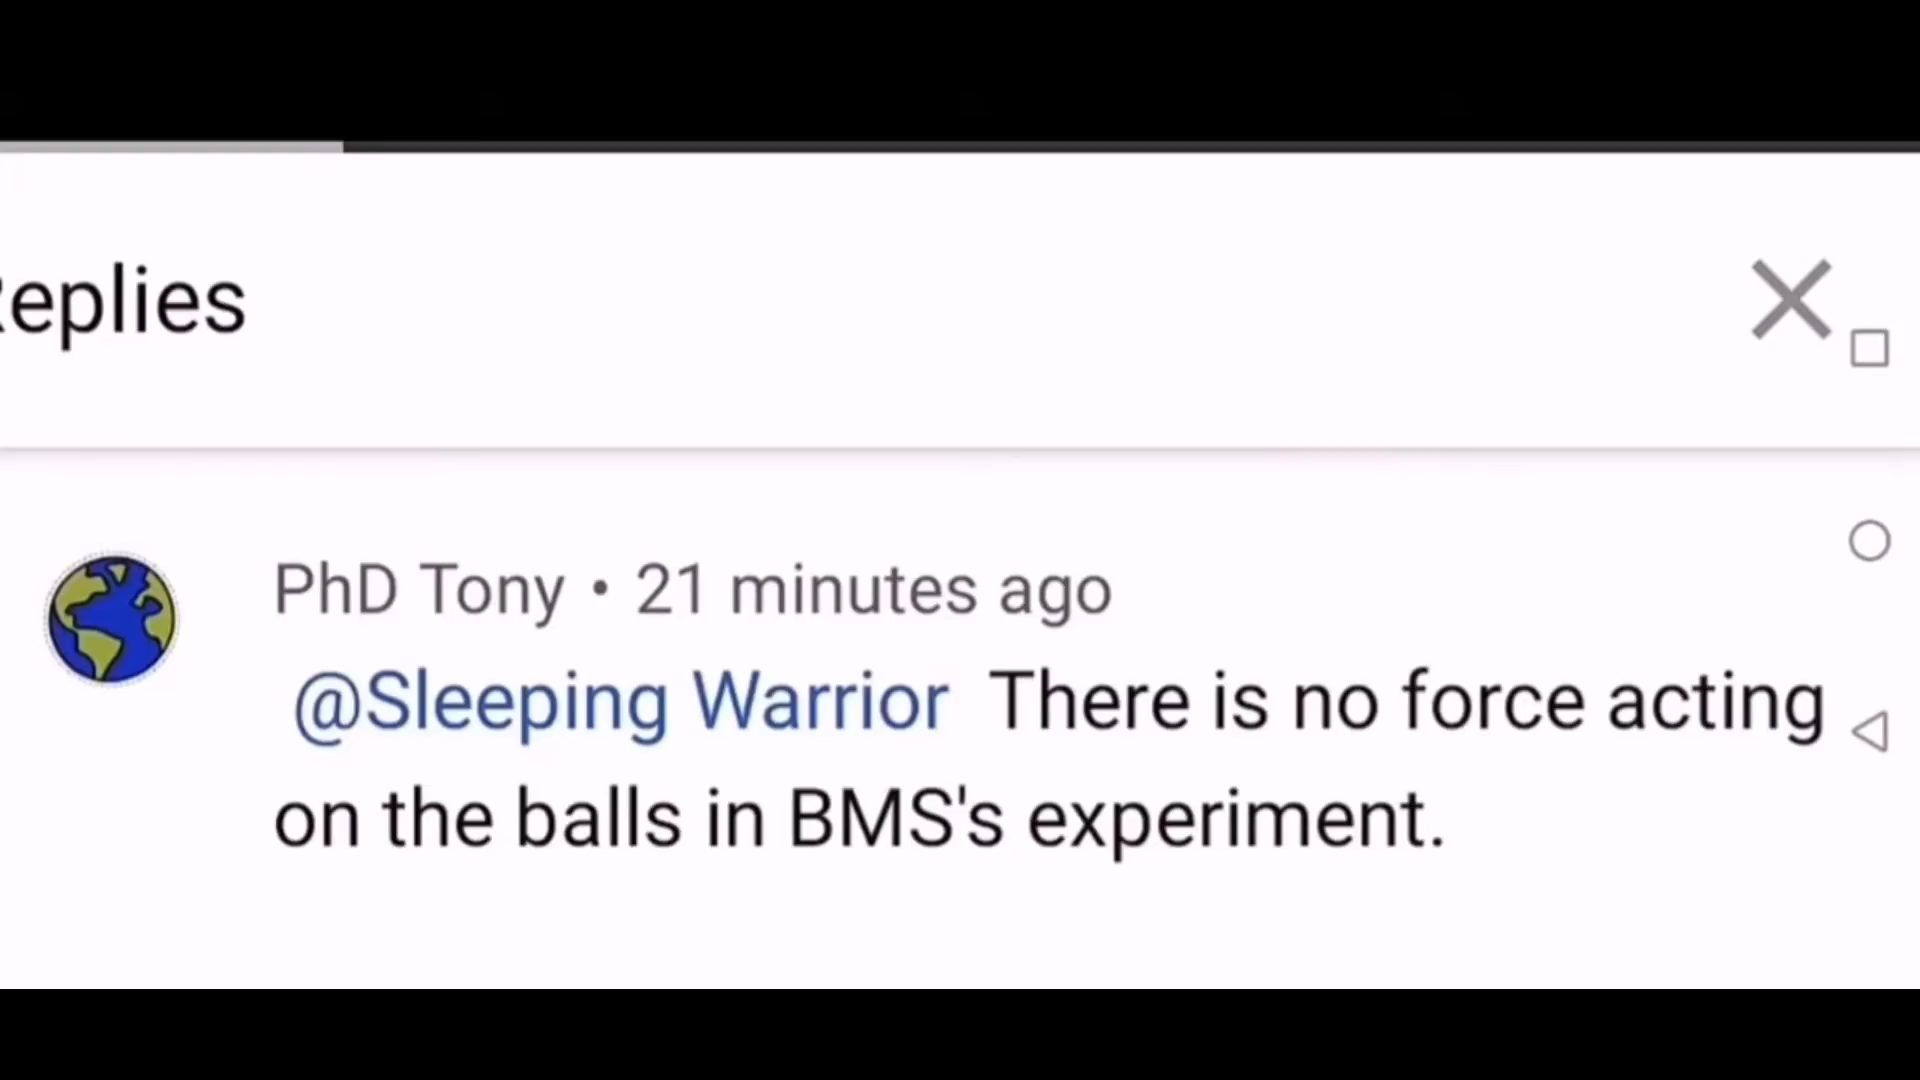 Replies
PhD Tony • 21 minutes ago
@Sleeping Warrior There is no force acting
on the balls in BMS's experiment.